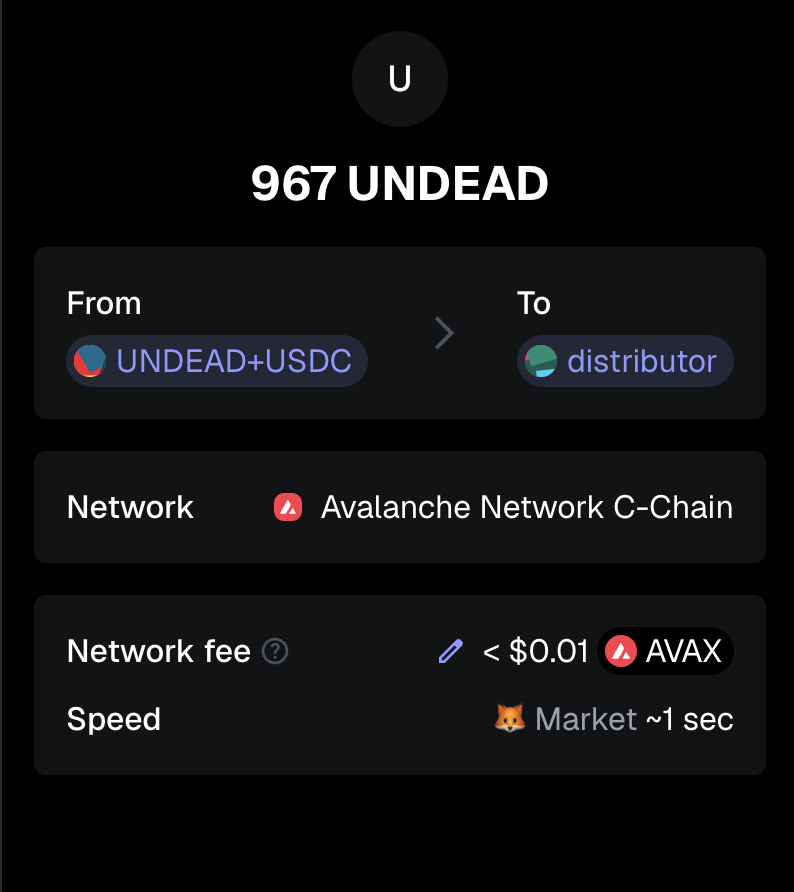 U
967 UNDEAD
From
UNDEAD+USDC
To
distributor
Network
Avalanche Network C-Chain
Network fee ?
< $0.01 AVAX
Speed
Market ~1 sec